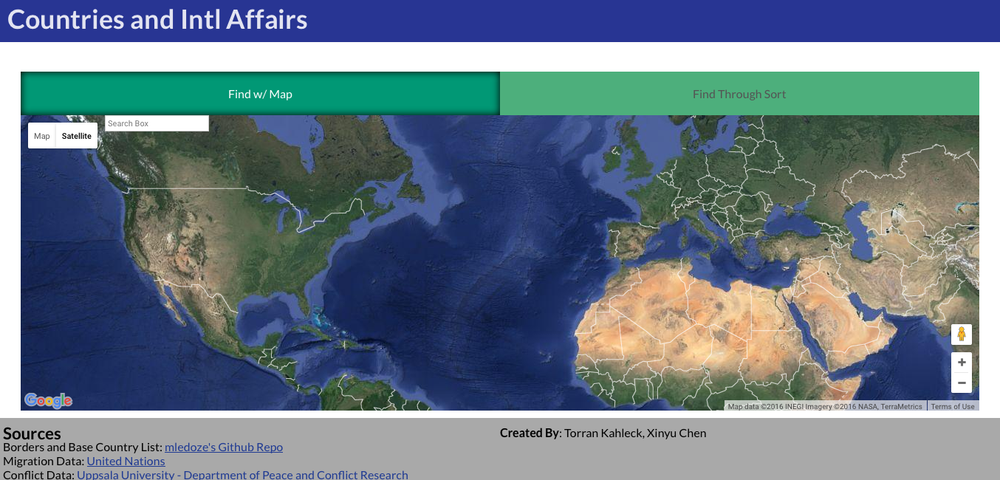 Countries and Intl Affairs
Find w/ Map
Find Through Sort
Map
Satellite
Search Box
Google
Map data ©2016 INEGI Imagery ©2016 NASA, TerraMetrics
Terms of Use
Sources
Borders and Base Country List: mledoze's Github Repo
Migration Data: United Nations
Conflict Data: Uppsala University - Department of Peace and Conflict Research
Created By: Torran Kahleck, Xinyu Chen